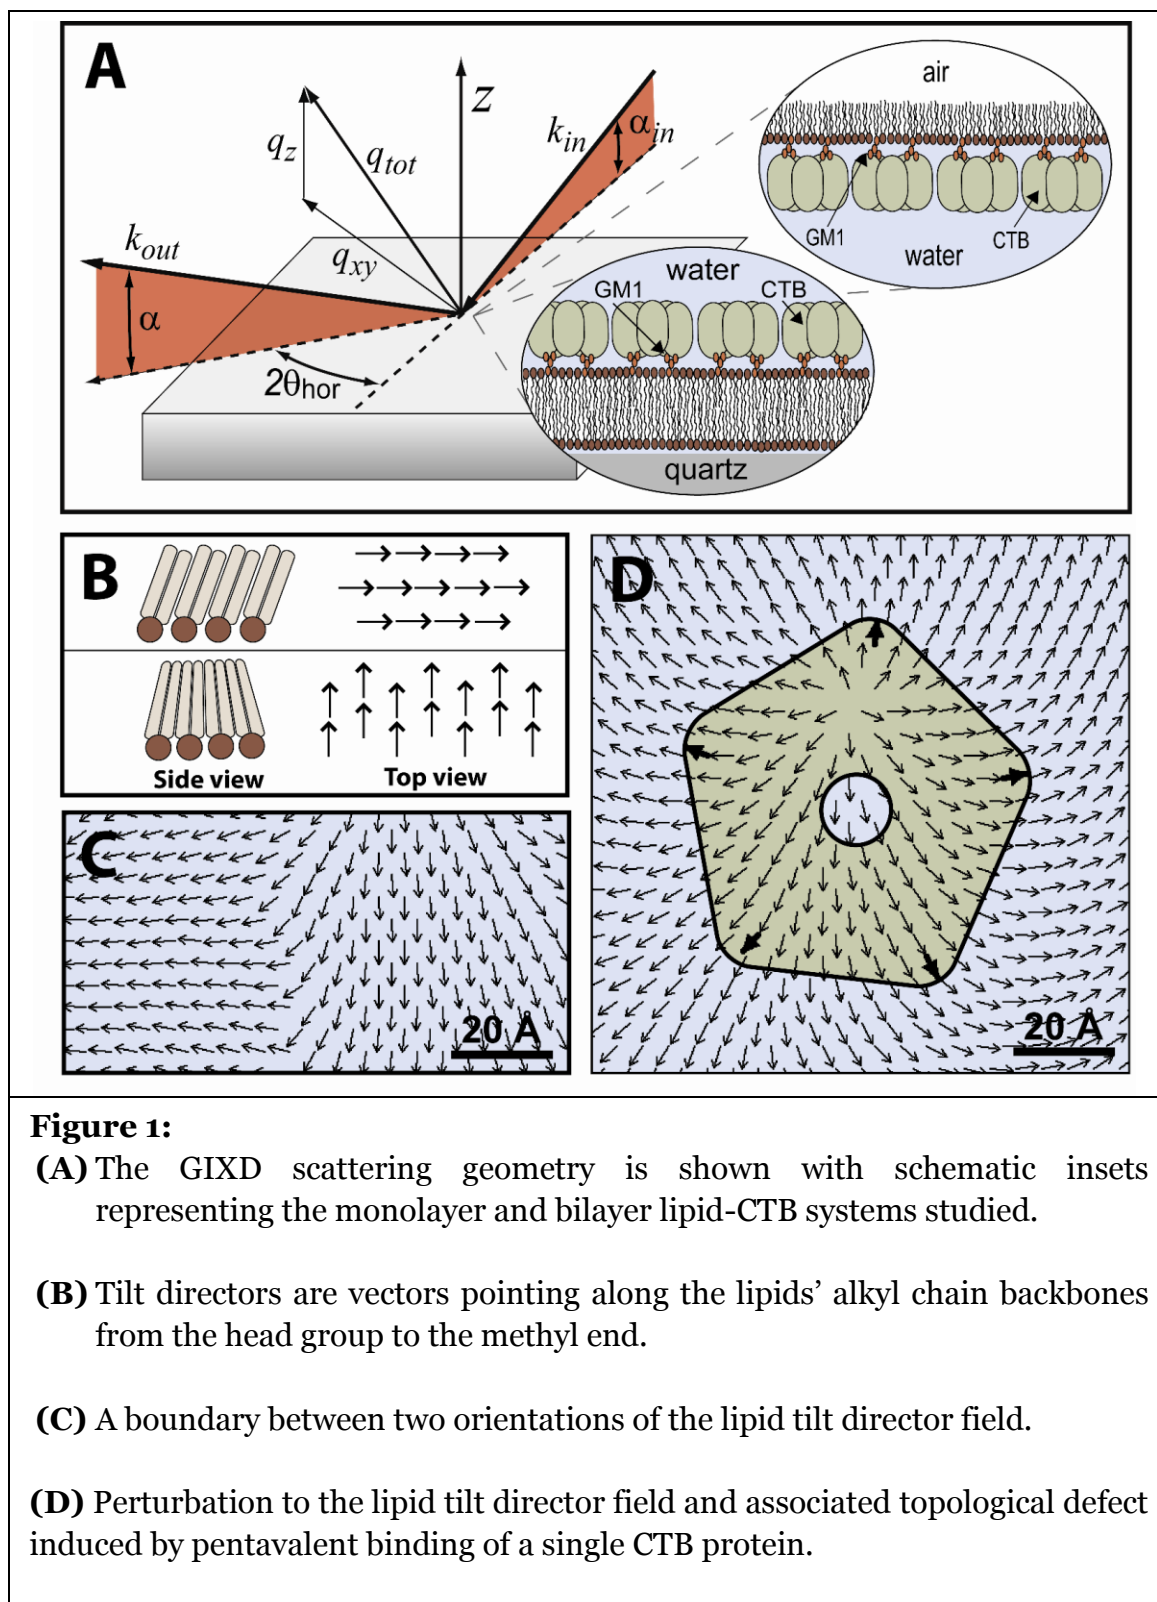 A
z
k_in
α_in
q_z
q_tot
k_out
q_xy
α
2θ_hor
air
GM1
CTB
water
water
GM1
CTB
quartz
B
Side view
Top view
C
20 Å
D
20 Å
Figure 1:
(A) The GIXD scattering geometry is shown with schematic insets
representing the monolayer and bilayer lipid-CTB systems studied.
(B) Tilt directors are vectors pointing along the lipids’ alkyl chain backbones
from the head group to the methyl end.
(C) A boundary between two orientations of the lipid tilt director field.
(D) Perturbation to the lipid tilt director field and associated topological defect
induced by pentavalent binding of a single CTB protein.